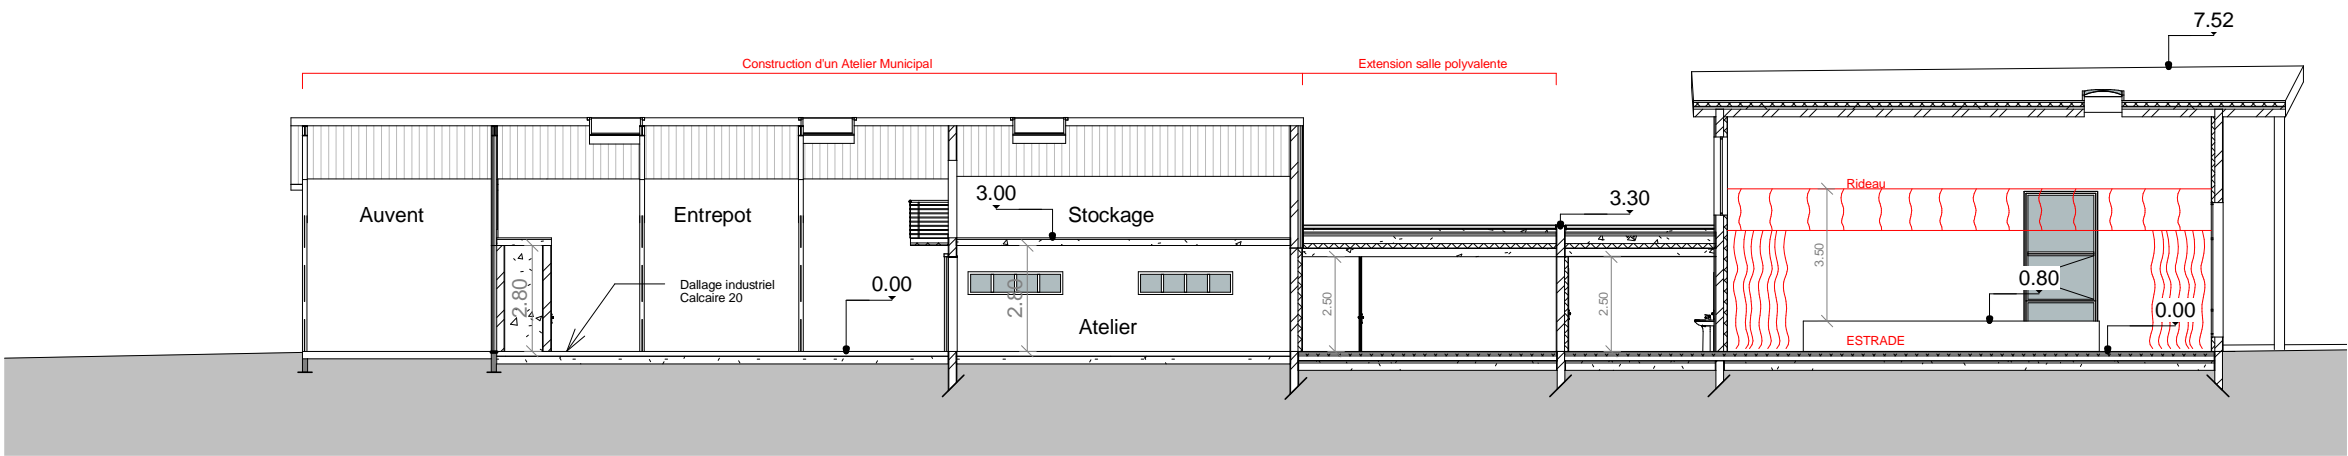 7.52
Construction d'un Atelier Municipal
Extension salle polyvalente
Rideau
3.00
3.30
Auvent
Entrepot
Stockage
3.50
0.80
0.00
2.80
Dallage industriel
Calcaire 20
0.00
2.80
2.50
2.50
Atelier
ESTRADE